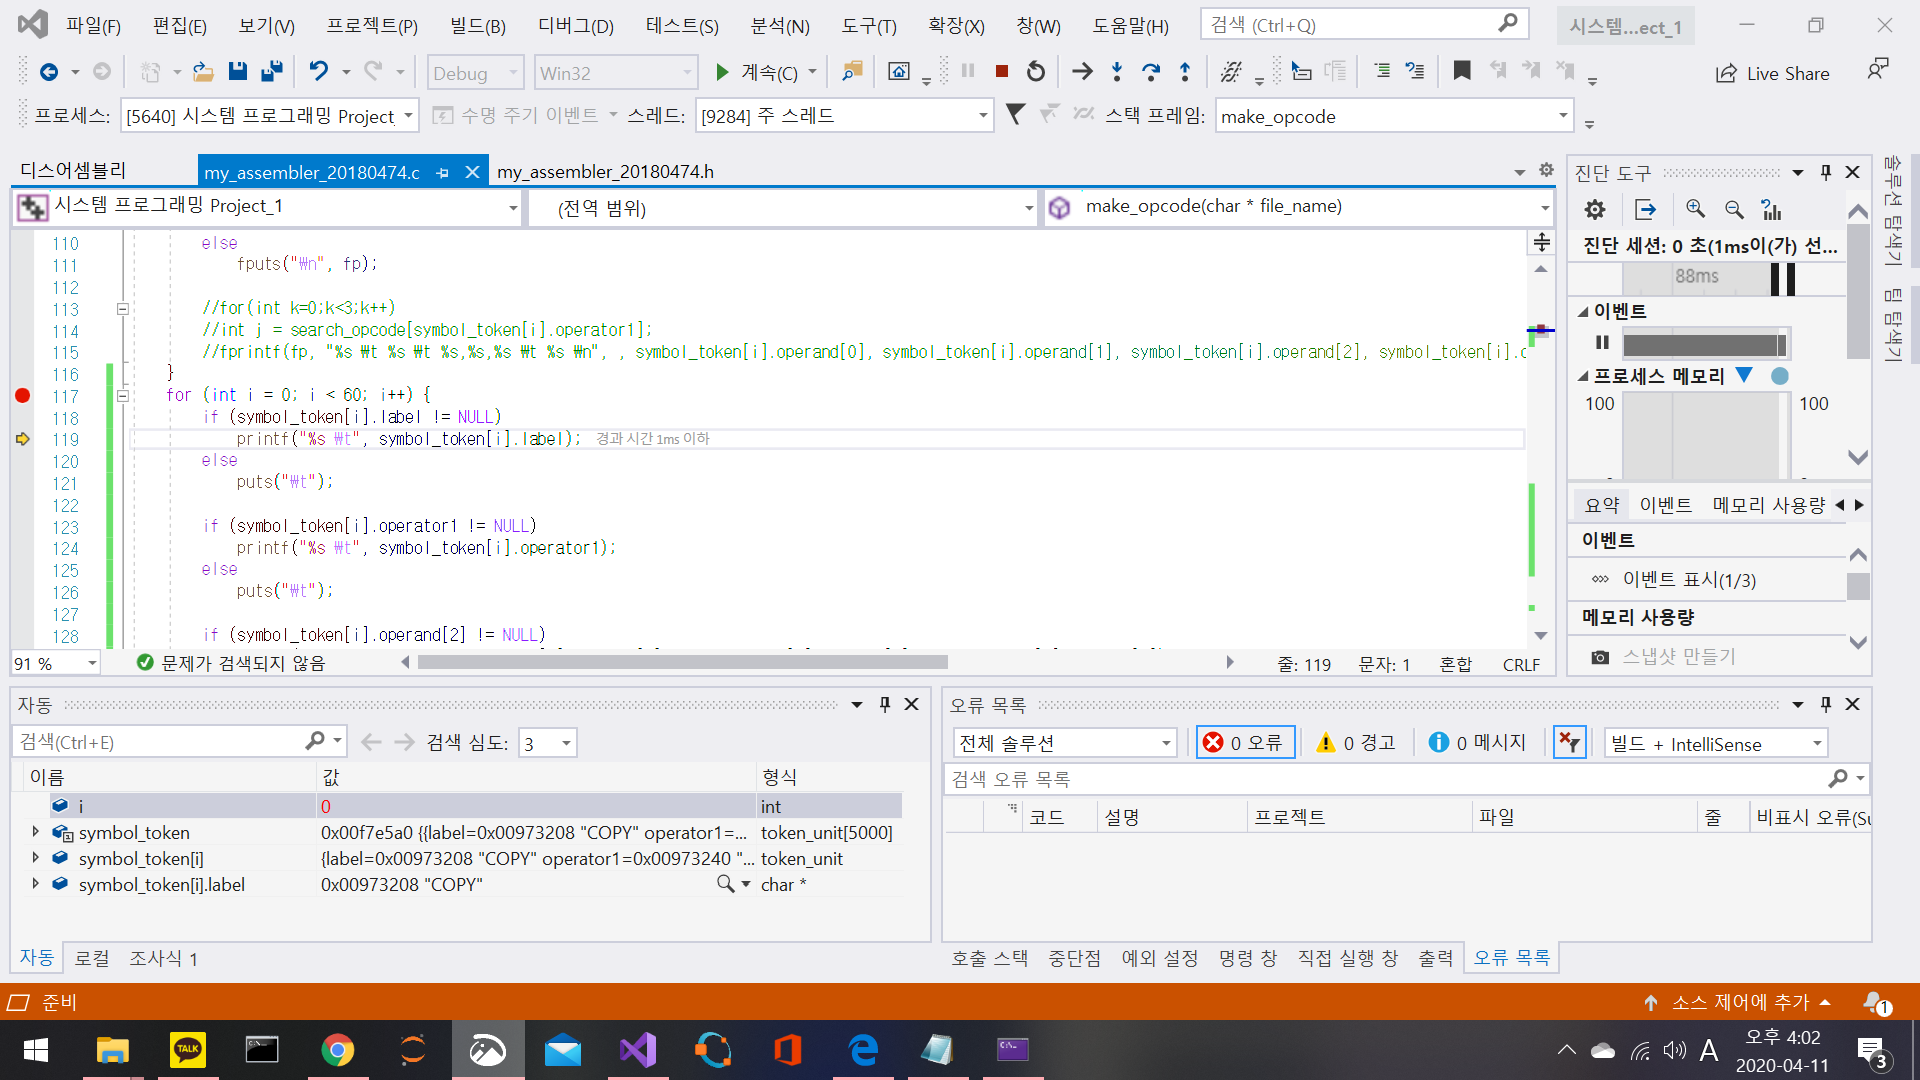 파일(F) 편집(E) 보기(V) 프로젝트(P) 빌드(B) 디버그(D) 테스트(S) 분석(N) 도구(T) 확장(X) 창(W) 도움말(H) 검색 (Ctrl+Q) 시스템...ect_1
Debug Win32 계속(C) Live Share
프로세스: [5640] 시스템 프로그래밍 Project_ 수명 주기 이벤트 스레드: [9284] 주 스레드 스택 프레임: make_opcode
디스어셈블리 my_assembler_20180474.c my_assembler_20180474.h
시스템 프로그래밍 Project_1 (전역 범위) make_opcode(char * file_name)
110 else
111 fputs("₩n", fp);
112
113 //for(int k=0;k<3;k++)
114 //int j = search_opcode[symbol_token[i].operator1];
115 //fprintf(fp, "%s ₩t %s ₩t %s,%s,%s ₩t %s ₩n", , symbol_token[i].operand[0], symbol_token[i].operand[1], symbol_token[i].operand[2], symbol_token[i].c
116 }
117 for (int i = 0; i < 60; i++) {
118 if (symbol_token[i].label != NULL)
119 printf("%s ₩t", symbol_token[i].label); 경과 시간 1ms 이하
120 else
121 puts("₩t");
122
123 if (symbol_token[i].operator1 != NULL)
124 printf("%s ₩t", symbol_token[i].operator1);
125 else
126 puts("₩t");
127
128 if (symbol_token[i].operand[2] != NULL)
91 % 문제가 검색되지 않음 줄: 119 문자: 1 혼합 CRLF
진단 도구
진단 세션: 0 초(1ms이(가) 선...
88ms
이벤트
프로세스 메모리
100 100
요약 이벤트 메모리 사용량
이벤트
이벤트 표시(1/3)
메모리 사용량
스냅샷 만들기
솔루션 탐색기
팀 탐색기
자동
검색(Ctrl+E) 검색 심도: 3
이름 값 형식
i 0 int
symbol_token 0x00f7e5a0 {{label=0x00973208 "COPY" operator1=... token_unit[5000]
symbol_token[i] {label=0x00973208 "COPY" operator1=0x00973240 "... token_unit
symbol_token[i].label 0x00973208 "COPY" char *
자동 로컬 조사식 1
오류 목록
전체 솔루션 0 오류 0 경고 0 메시지 빌드 + IntelliSense
검색 오류 목록
코드 설명 프로젝트 파일 줄 비표시 오류(Su
호출 스택 중단점 예외 설정 명령 창 직접 실행 창 출력 오류 목록
준비 소스 제어에 추가 1
TALK
A 오후 4:02
2020-04-11 3